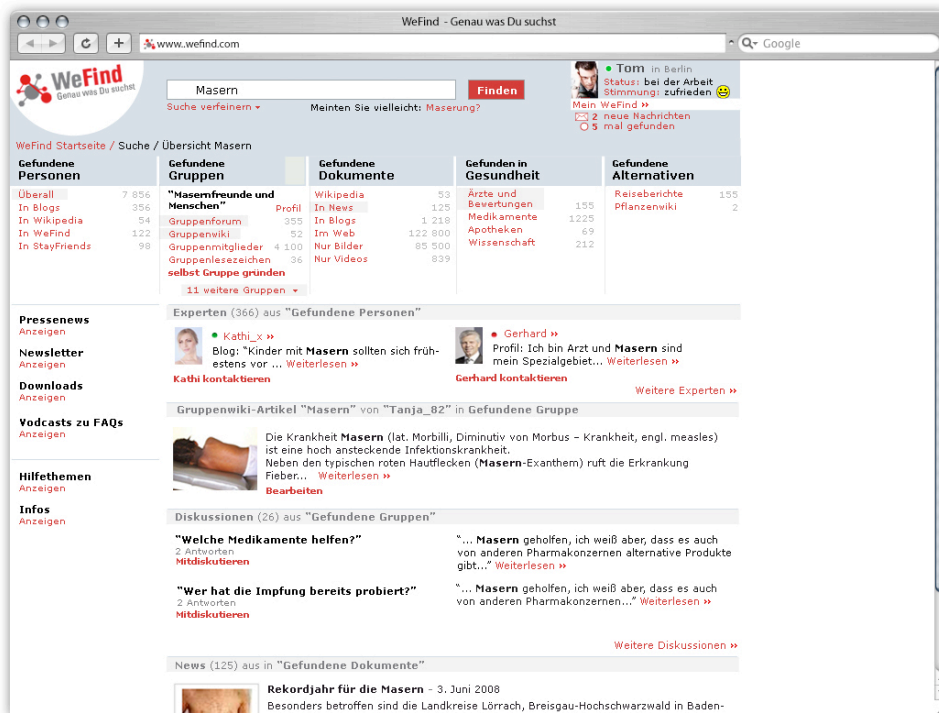 WeFind - Genau was Du suchst
www..wefind.com
Google
WeFind
Genau was Du suchst
Masern
Finden
Suche verfeinern
Meinten Sie vielleicht: Maserung?
Tom in Berlin
Status: bei der Arbeit
Stimmung: zufrieden
Mein WeFind »
2 neue Nachrichten
5 mal gefunden
WeFind Startseite / Suche / Übersicht Masern
Gefundene
Personen
Überall 7 856
In Blogs 356
In Wikipedia 54
In WeFind 122
In StayFriends 98
Gefundene
Gruppen
"Masernfreunde und
Menschen" Profil
Gruppenforum 355
Gruppenwiki 52
Gruppenmitglieder 4 100
Gruppenlesezeichen 36
selbst Gruppe gründen
11 weitere Gruppen
Gefundene
Dokumente
Wikipedia 53
In News 125
In Blogs 1 218
Im Web 122 800
Nur Bilder 85 500
Nur Videos 839
Gefunden in
Gesundheit
Ärzte und
Bewertungen 155
Medikamente 1225
Apotheken 69
Wissenschaft 212
Gefundene
Alternativen
Reiseberichte 155
Pflanzenwiki 2
Pressenews
Anzeigen
Newsletter
Anzeigen
Downloads
Anzeigen
Vodcasts zu FAQs
Anzeigen
Hilfethemen
Anzeigen
Infos
Anzeigen
Experten (366) aus "Gefundene Personen"
Kathi_x »
Blog: "Kinder mit Masern sollten sich früh-
estens vor ... Weiterlesen »
Kathi kontaktieren
Gerhard »
Profil: Ich bin Arzt und Masern sind
mein Spezialgebiet... Weiterlesen »
Gerhard kontaktieren
Weitere Experten »
Gruppenwiki-Artikel "Masern" von "Tanja_82" in Gefundene Gruppe
Die Krankheit Masern (lat. Morbilli, Diminutiv von Morbus – Krankheit, engl. measles)
ist eine hoch ansteckende Infektionskrankheit.
Neben den typischen roten Hautflecken (Masern-Exanthem) ruft die Erkrankung
Fieber... Weiterlesen »
Bearbeiten
Diskussionen (26) aus "Gefundene Gruppen"
"Welche Medikamente helfen?"
2 Antworten
Mitdiskutieren
"... Masern geholfen, ich weiß aber, dass es auch
von anderen Pharmakonzernen alternative Produkte
gibt..." Weiterlesen »
"Wer hat die Impfung bereits probiert?"
2 Antworten
Mitdiskutieren
"... Masern geholfen, ich weiß aber, dass es auch
von anderen Pharmakonzernen..." Weiterlesen »
Weitere Diskussionen »
News (125) aus in "Gefundene Dokumente"
Rekordjahr für die Masern - 3. Juni 2008
Besonders betroffen sind die Landkreise Lörrach, Breisgau-Hochschwarzwald in Baden-